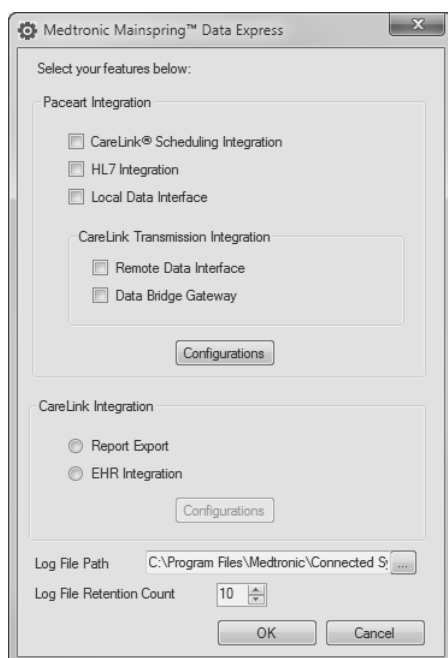 Medtronic Mainspring™ Data Express
Select your features below:
Paceart Integration
CareLink® Scheduling Integration
HL7 Integration
Local Data Interface
CareLink Transmission Integration
Remote Data Interface
Data Bridge Gateway
Configurations
CareLink Integration
Report Export
EHR Integration
Configurations
Log File Path C:\Program Files\Medtronic\Connected Sy ...
Log File Retention Count 10
OK Cancel